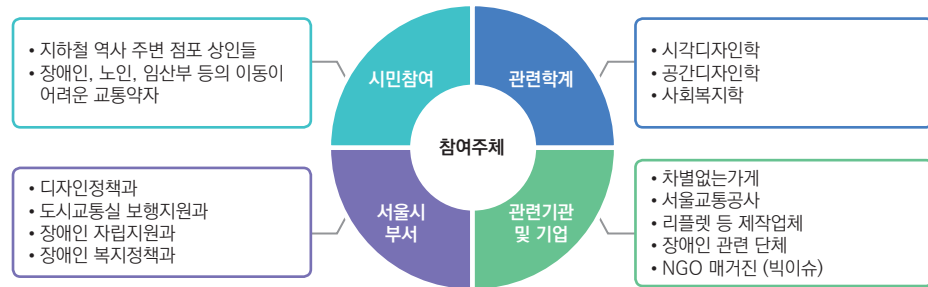 • 지하철 역사 주변 점포 상인들
• 장애인, 노인, 임산부 등의 이동이
어려운 교통약자
시민참여
관련학계
• 시각디자인학
• 공간디자인학
• 사회복지학
참여주체
• 디자인정책과
• 도시교통실 보행지원과
• 장애인 자립지원과
• 장애인 복지정책과
서울시
부서
관련기관
및 기업
• 차별없는가게
• 서울교통공사
• 리플렛 등 제작업체
• 장애인 관련 단체
• NGO 매거진 (빅이슈)